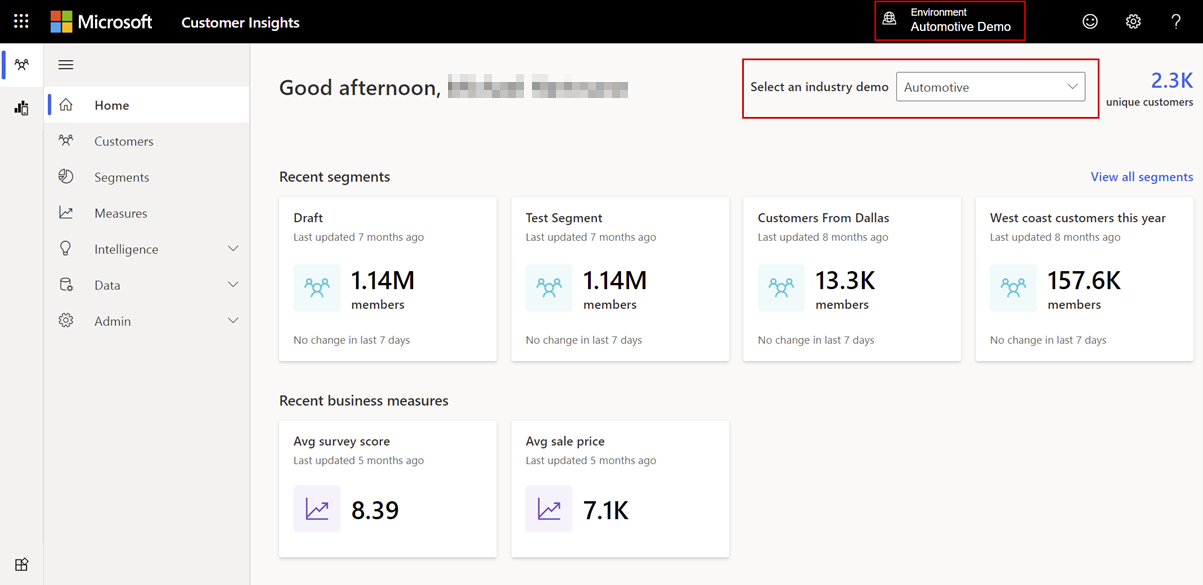 Microsoft Customer Insights
Environment
Automotive Demo
?
Home
Customers
Segments
Measures
Intelligence
Data
Admin
Good afternoon,
Select an industry demo Automotive
2.3K
unique customers
Recent segments
View all segments
Draft
Last updated 7 months ago
1.14M
members
No change in last 7 days
Test Segment
Last updated 7 months ago
1.14M
members
No change in last 7 days
Customers From Dallas
Last updated 8 months ago
13.3K
members
No change in last 7 days
West coast customers this year
Last updated 8 months ago
157.6K
members
No change in last 7 days
Recent business measures
Avg survey score
Last updated 5 months ago
8.39
Avg sale price
Last updated 5 months ago
7.1K